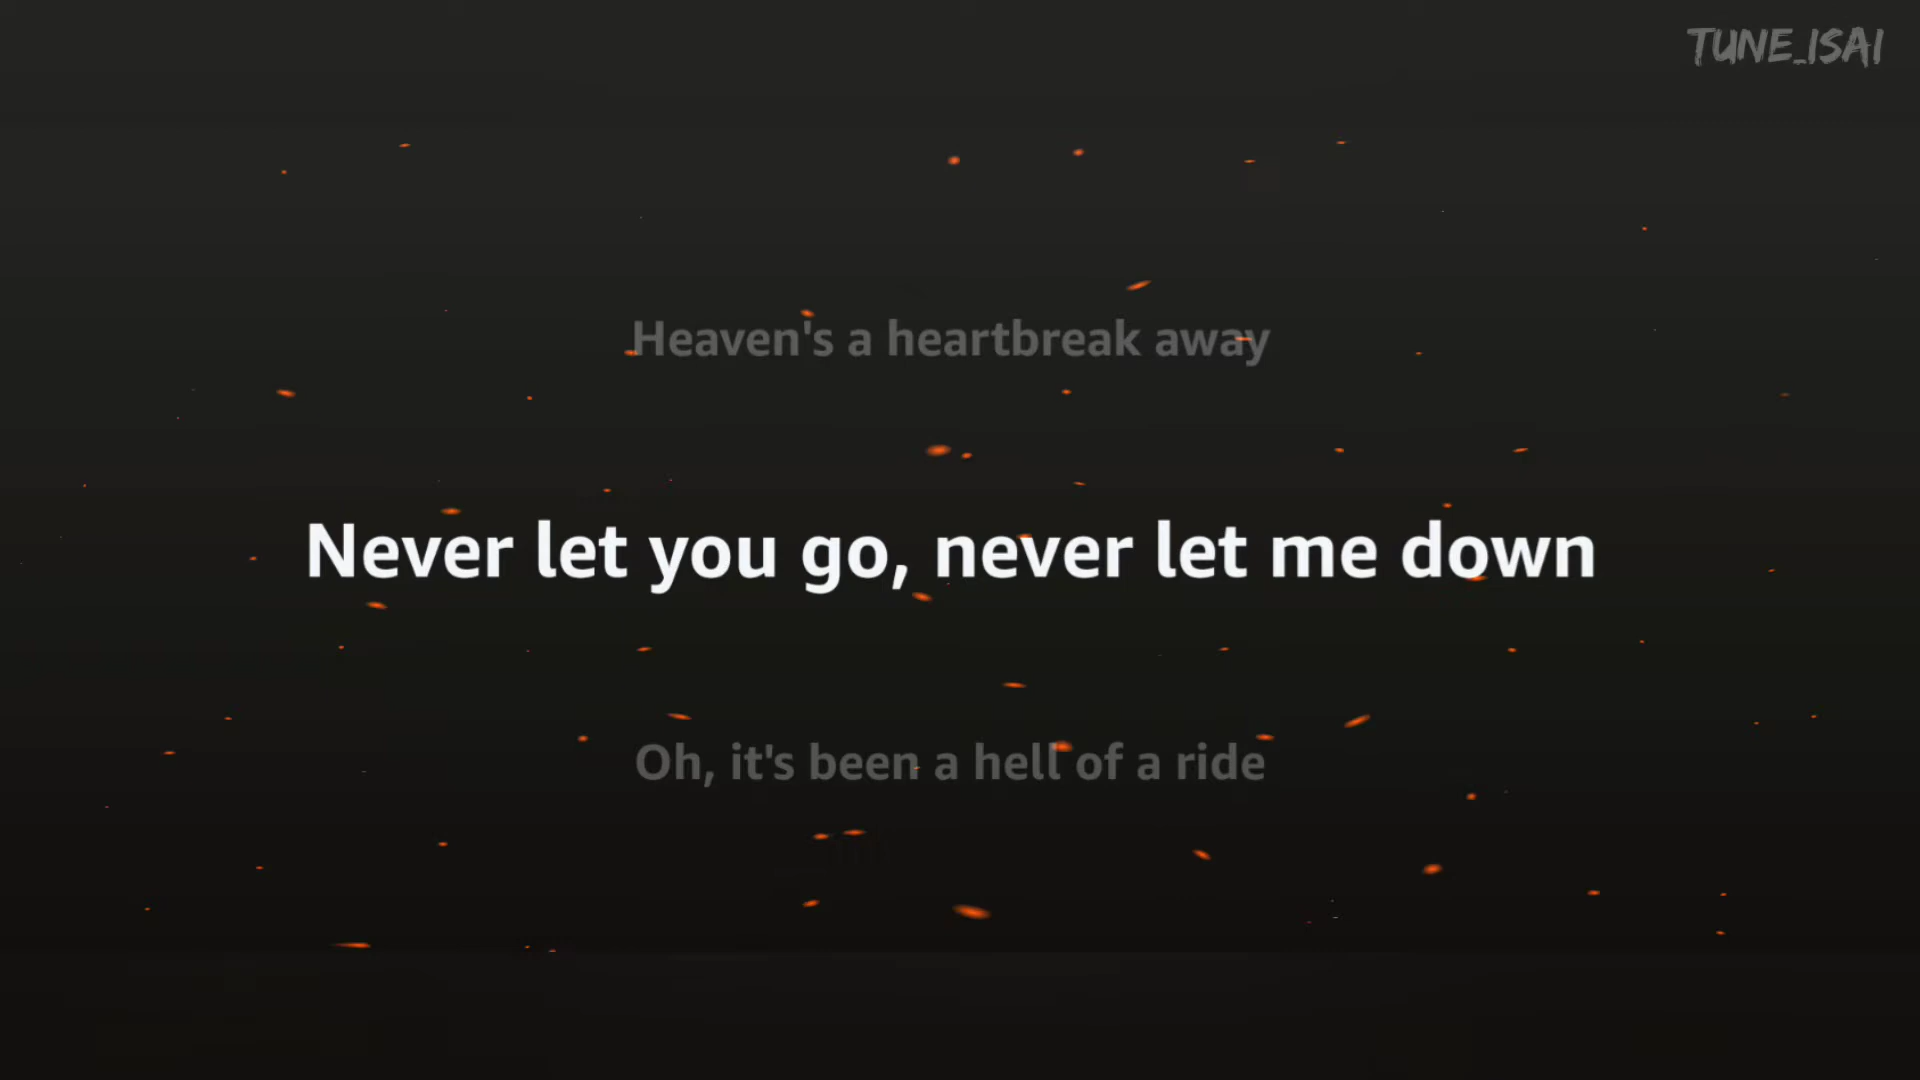 TUNE_ISAI
Heaven's a heartbreak away
Never let you go, never let me down
Oh, it's been a hell of a ride